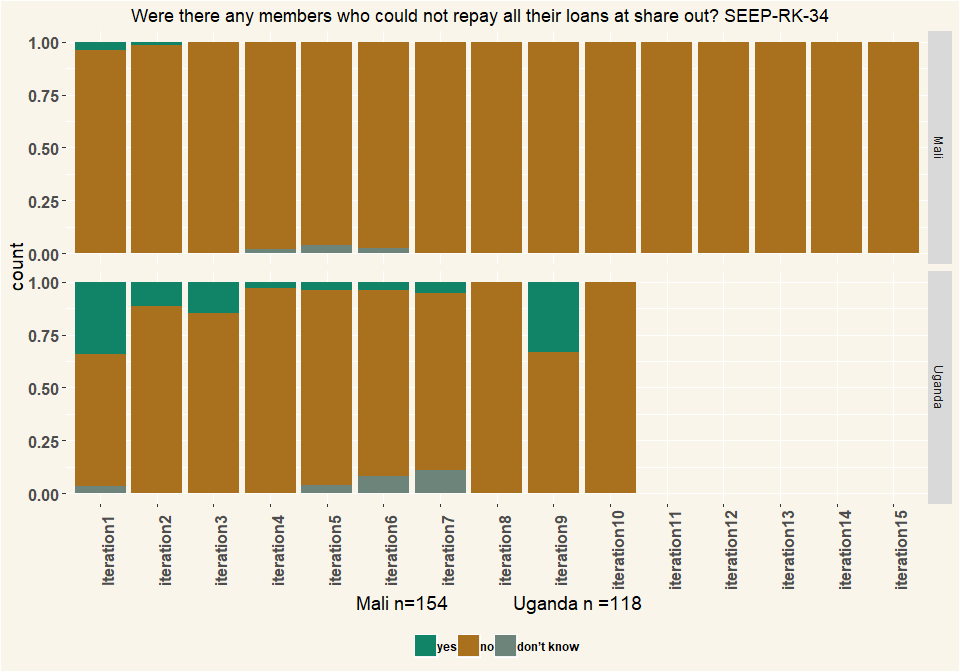 Were there any members who could not repay all their loans at share out? SEEP-RK-34
count
1.00
0.75
0.50
0.25
0.00
Mali
1.00
0.75
0.50
0.25
0.00
Uganda
iteration1
iteration2
iteration3
iteration4
iteration5
iteration6
iteration7
iteration8
iteration9
iteration10
iteration11
iteration12
iteration13
iteration14
iteration15
Mali n=154 Uganda n =118
yes no don't know